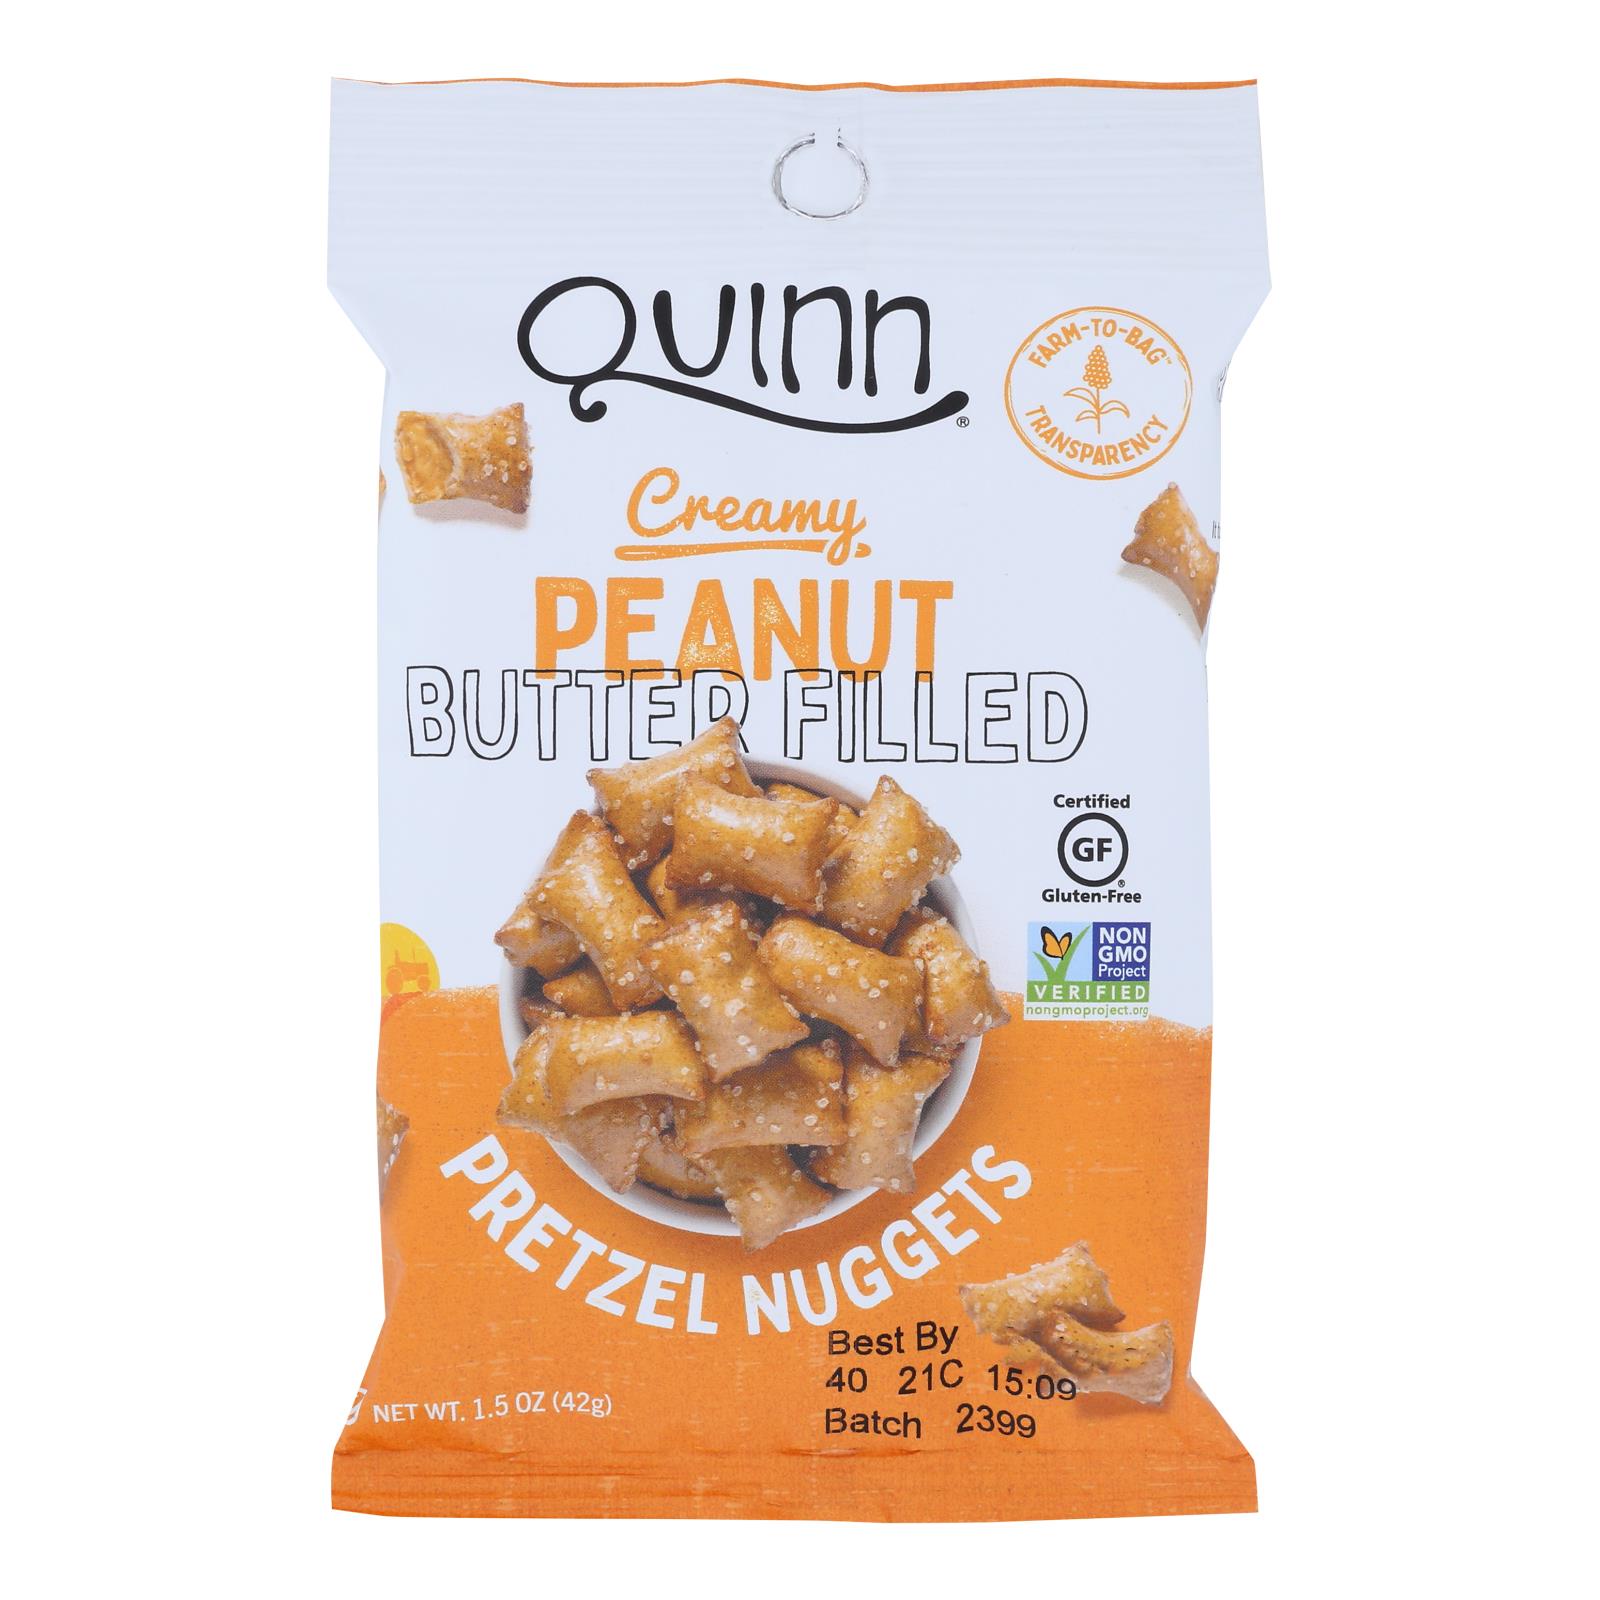 Quinn®
FARM-TO-BAG™
TRANSPARENCY
Creamy
PEANUT
BUTTER FILLED
Certified
GF®
Gluten-Free
NON
GMO
Project
VERIFIED
nongmoproject.org
PRETZEL NUGGETS
Best By
40 21C 15:09
Batch 2399
NET WT. 1.5 OZ (42g)